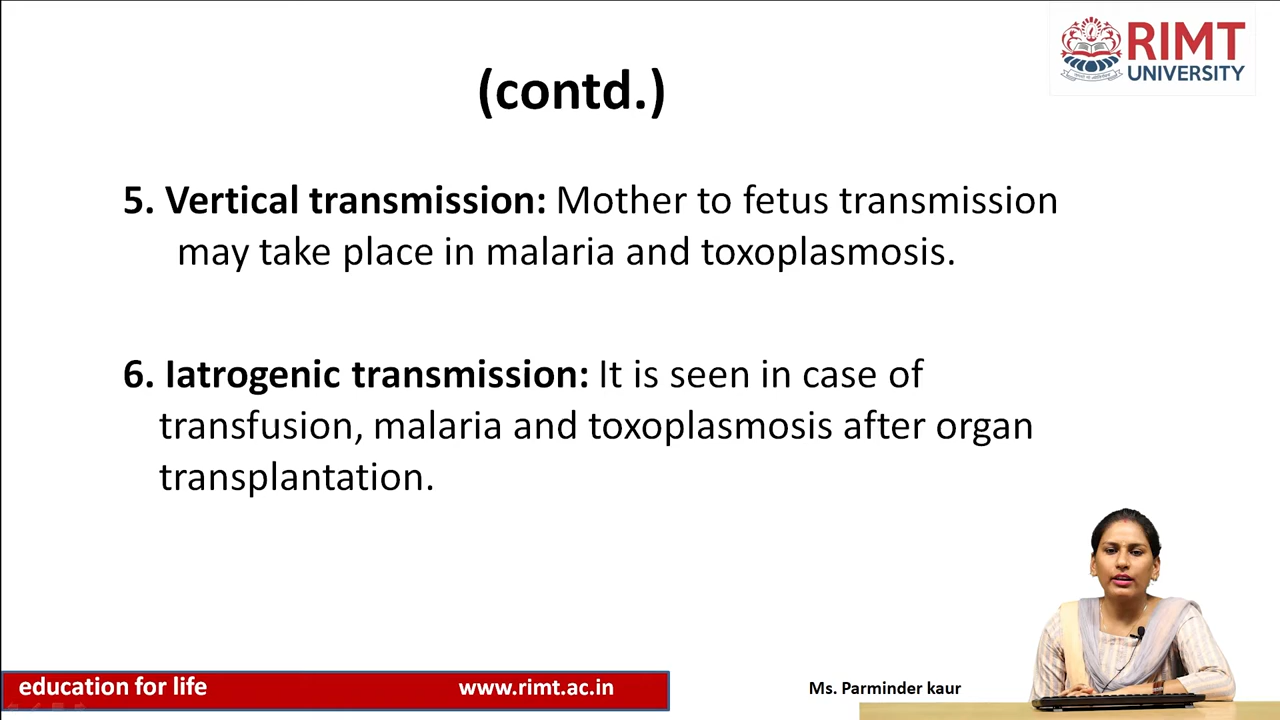 RIMT
UNIVERSITY
(contd.)
5. Vertical transmission: Mother to fetus transmission
may take place in malaria and toxoplasmosis.
6. Iatrogenic transmission: It is seen in case of
transfusion, malaria and toxoplasmosis after organ
transplantation.
education for life
www.rimt.ac.in
Ms. Parminder kaur